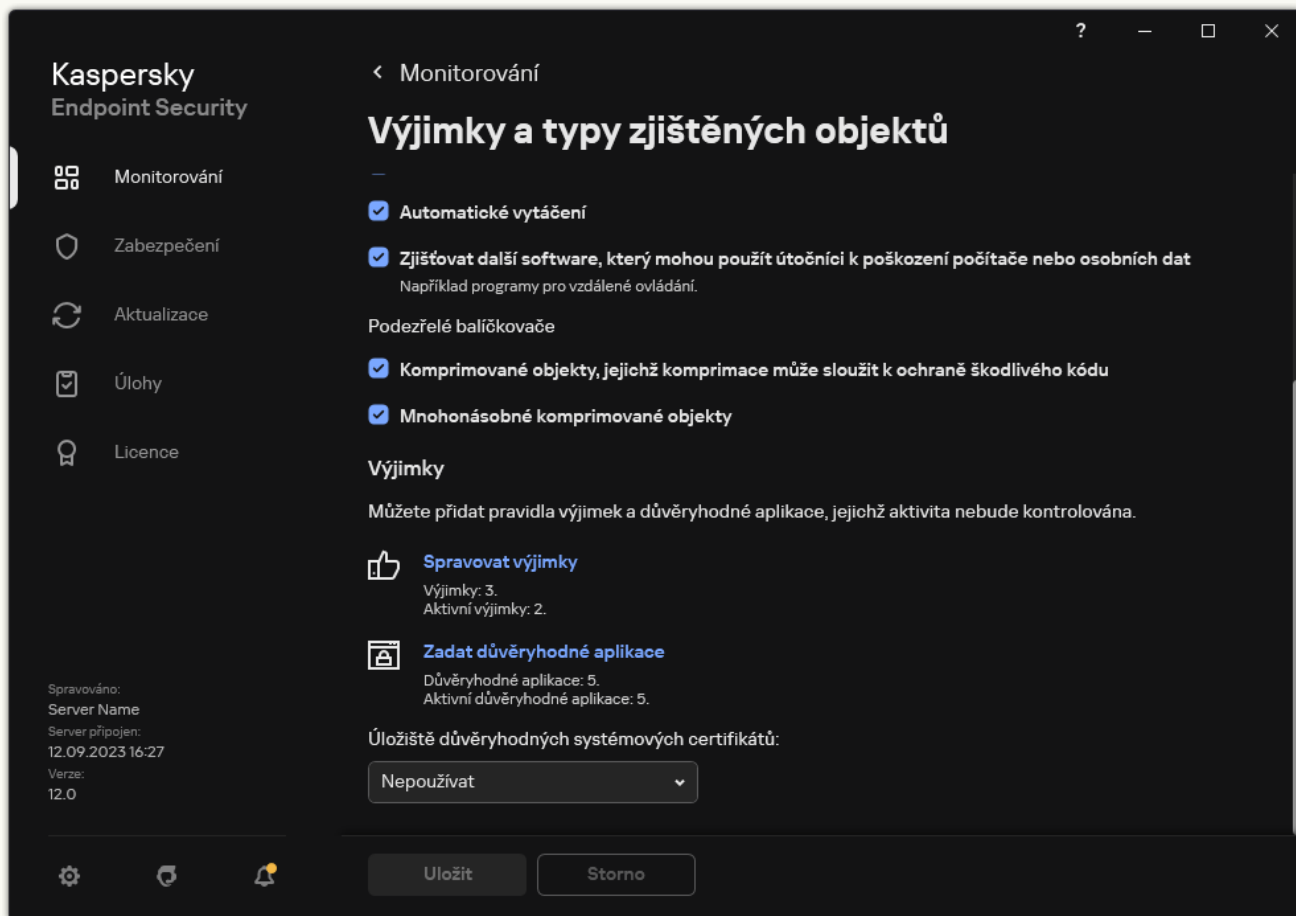 ?
Kaspersky
Endpoint Security
Monitorování
Zabezpečení
Aktualizace
Úlohy
Licence
Spravováno:
Server Name
Server připojen:
12.09.2023 16:27
Verze:
12.0
Monitorování
Výjimky a typy zjištěných objektů
Automatické vytáčení
Zjišťovat další software, který mohou použít útočníci k poškození počítače nebo osobních dat
Například programy pro vzdálené ovládání.
Podezřelé balíčkovače
Komprimované objekty, jejichž komprimace může sloužit k ochraně škodlivého kódu
Mnohonásobné komprimované objekty
Výjimky
Můžete přidat pravidla výjimek a důvěryhodné aplikace, jejichž aktivita nebude kontrolována.
Spravovat výjimky
Výjimky: 3.
Aktivní výjimky: 2.
Zadat důvěryhodné aplikace
Důvěryhodné aplikace: 5.
Aktivní důvěryhodné aplikace: 5.
Úložiště důvěryhodných systémových certifikátů:
Nepoužívat
Uložit
Storno